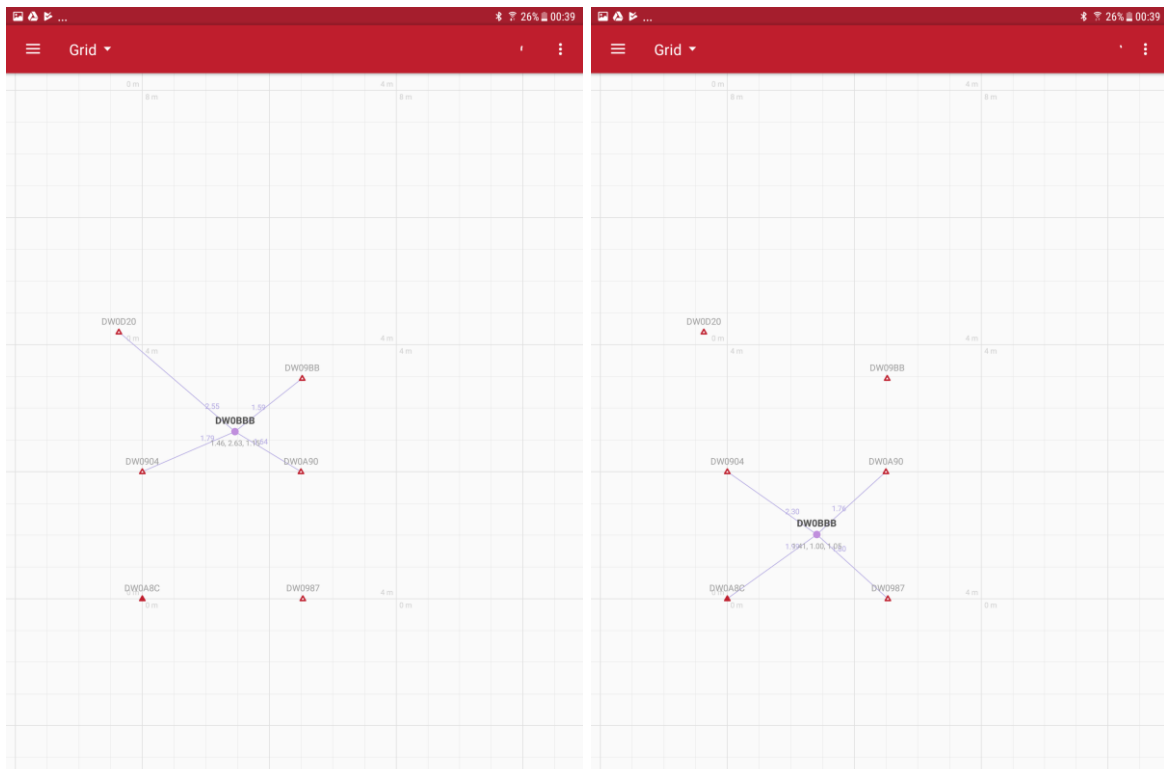 ... 26% 00:39
Grid
0 m 4 m
8 m 8 m
DW0D20
0 m 4 m
4 m 4 m
DW09BB
2.55 1.59
DW0BBB
1.46, 2.63,
DW0904 DW0A90
DW0A8C DW0987
4 m
0 m 0 m
... 26% 00:39
Grid
0 m 4 m
8 m 8 m
DW0D20
0 m 4 m
4 m 4 m
DW09BB
DW0904 DW0A90
2.30 1.76
DW0BBB
1.00, 1.05
DW0A8C DW0987
4 m
0 m 0 m